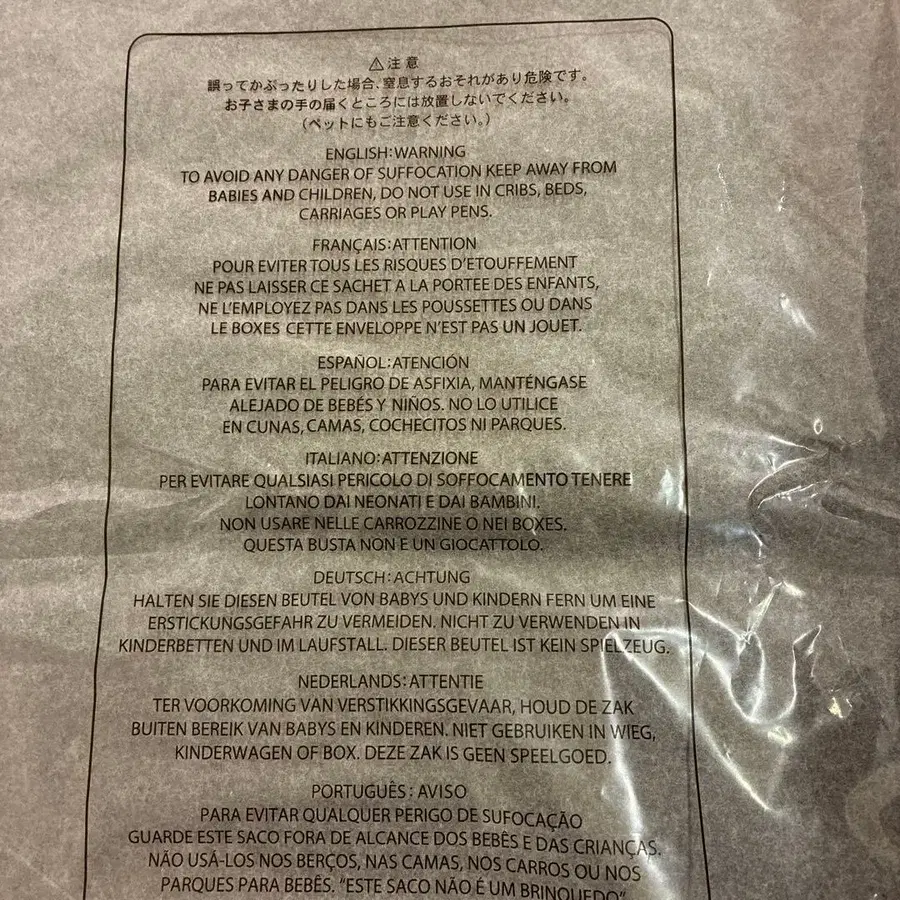 ⚠注意
誤ってかぶったりした場合、窒息するおそれがあり危険です。
お子さまの手の届くところには放置しないでください。
(ペットにもご注意ください。)
ENGLISH:WARNING
TO AVOID ANY DANGER OF SUFFOCATION KEEP AWAY FROM
BABIES AND CHILDREN, DO NOT USE IN CRIBS, BEDS,
CARRIAGES OR PLAY PENS.
FRANÇAIS:ATTENTION
POUR EVITER TOUS LES RISQUES D'ETOUFFEMENT
NE PAS LAISSER CE SACHET A LA PORTEE DES ENFANTS,
NE L'EMPLOYEZ PAS DANS LES POUSSETTES OU DANS
LE BOXES CETTE ENVELOPPE N'EST PAS UN JOUET.
ESPAÑOL:ATENCIÓN
PARA EVITAR EL PELIGRO DE ASFIXIA, MANTÉNGASE
ALEJADO DE BEBÉS Y NIÑOS. NO LO UTILICE
EN CUNAS, CAMAS, COCHECITOS NI PARQUES.
ITALIANO:ATTENZIONE
PER EVITARE QUALSIASI PERICOLO DI SOFFOCAMENTO TENERE
LONTANO DAI NEONATI E DAI BAMBINI.
NON USARE NELLE CARROZZINE O NEI BOXES.
QUESTA BUSTA NON E UN GIOCATTOLO.
DEUTSCH:ACHTUNG
HALTEN SIE DIESEN BEUTEL VON BABYS UND KINDERN FERN UM EINE
ERSTICKUNGSGEFAHR ZU VERMEIDEN. NICHT ZU VERWENDEN IN
KINDERBETTEN UND IM LAUFSTALL. DIESER BEUTEL IST KEIN SPIELZEUG.
NEDERLANDS:ATTENTIE
TER VOORKOMING VAN VERSTIKKINGSGEVAAR, HOUD DE ZAK
BUITEN BEREIK VAN BABYS EN KINDEREN. NIET GEBRUIKEN IN WIEG,
KINDERWAGEN OF BOX. DEZE ZAK IS GEEN SPEELGOED.
PORTUGUÊS: AVISO
PARA EVITAR QUALQUER PERIGO DE SUFOCAÇÃO
GUARDE ESTE SACO FORA DE ALCANCE DOS BEBÊS E DAS CRIANÇAS.
NÃO USÁ-LOS NOS BERÇOS, NAS CAMAS, NOS CARROS OU NOS
PARQUES PARA BEBÊS. "ESTE SACO NÃO É UM BRINQUEDO"